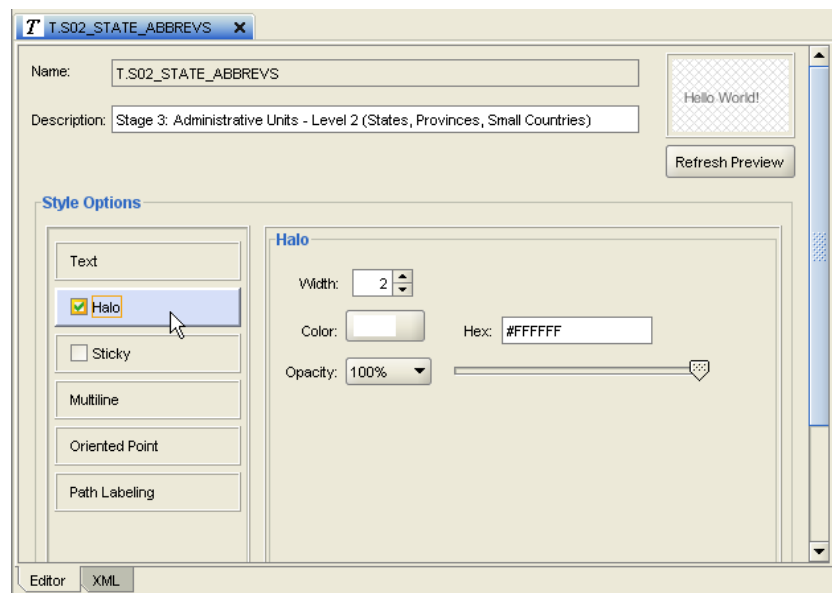 T T.S02_STATE_ABBREVS
Name: T.S02_STATE_ABBREVS
Hello World!
Description: Stage 3: Administrative Units - Level 2 (States, Provinces, Small Countries)
Refresh Preview
Style Options
Text
Halo
Sticky
Multiline
Oriented Point
Path Labeling
Halo
Width: 2
Color: Hex: #FFFFFF
Opacity: 100%
Editor XML